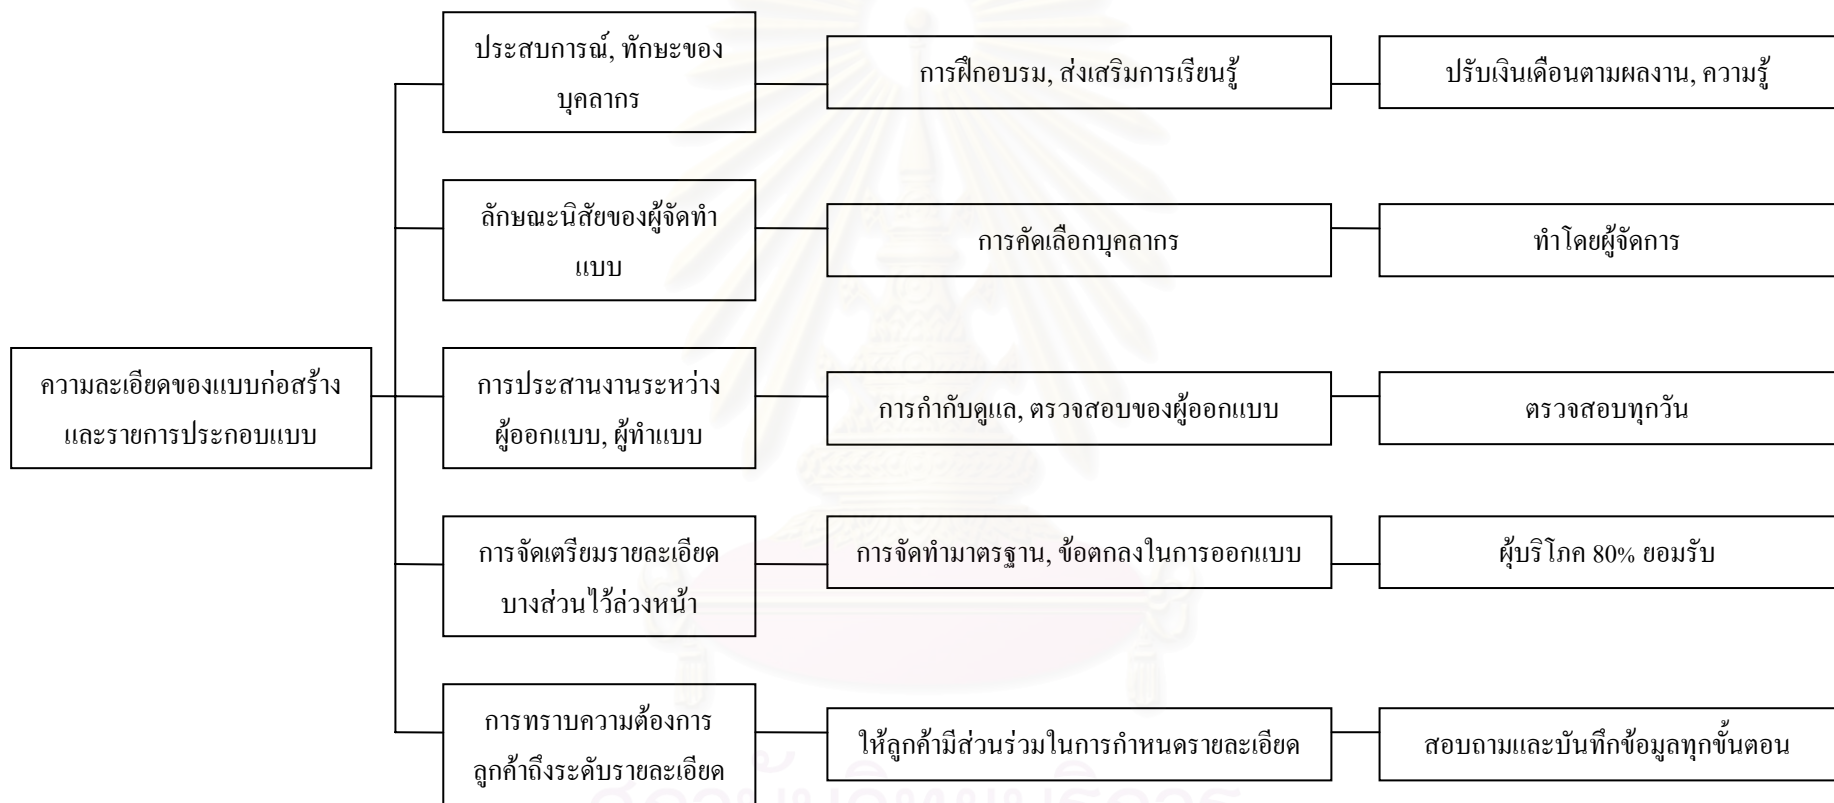 ประสบการณ์, ทักษะของ
บุคลากร
การฝึกอบรม, ส่งเสริมการเรียนรู้
ปรับเงินเดือนตามผลงาน, ความรู้
ลักษณะนิสัยของผู้จัดทำ
แบบ
การคัดเลือกบุคลากร
ทำโดยผู้จัดการ
ความละเอียดของแบบก่อสร้าง
และรายการประกอบแบบ
การประสานงานระหว่าง
ผู้ออกแบบ, ผู้ทำแบบ
การกำกับดูแล, ตรวจสอบของผู้ออกแบบ
ตรวจสอบทุกวัน
การจัดเตรียมรายละเอียด
บางส่วนไว้ล่วงหน้า
การจัดทำมาตรฐาน, ข้อตกลงในการออกแบบ
ผุ้บริโภค 80% ยอมรับ
การทราบความต้องการ
ลูกค้าถึงระดับรายละเอียด
ให้ลูกค้ามีส่วนร่วมในการกำหนดรายละเอียด
สอบถามและบันทึกข้อมูลทุกขั้นตอน